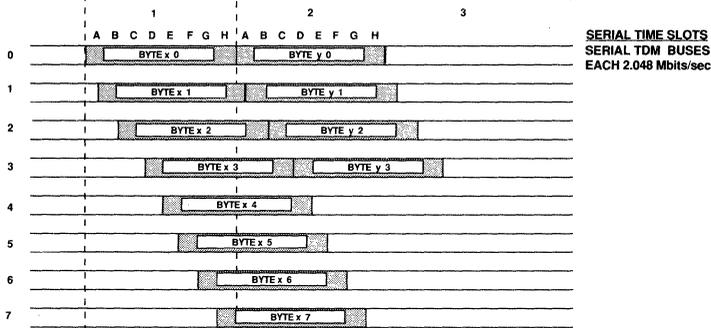 1 2 3
A B C D E F G H A B C D E F G H
SERIAL TIME SLOTS
SERIAL TDM BUSES
EACH 2.048 Mbits/sec
0 BYTE x 0 BYTE y 0
1 BYTE x 1 BYTE y 1
2 BYTE x 2 BYTE y 2
3 BYTE x 3 BYTE y 3
4 BYTE x 4
5 BYTE x 5
6 BYTE x 6
7 BYTE x 7